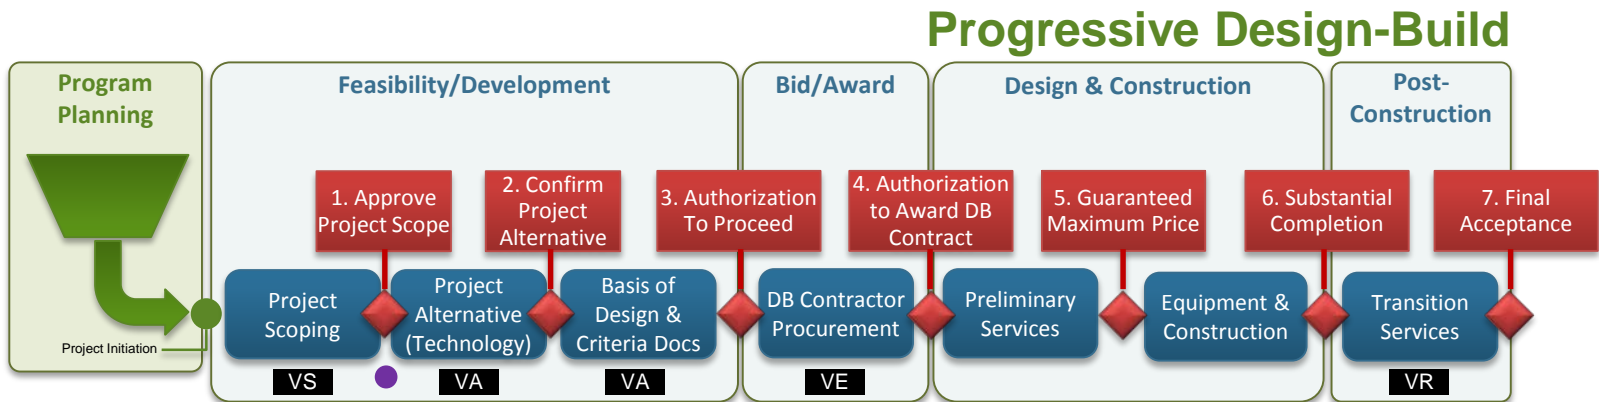 Progressive Design-Build
Program
Planning
Feasibility/Development
Bid/Award
Design & Construction
Post-
Construction
1. Approve
Project Scope
2. Confirm
Project
Alternative
3. Authorization
To Proceed
4. Authorization
to Award DB
Contract
5. Guaranteed
Maximum Price
6. Substantial
Completion
7. Final
Acceptance
Project Initiation
Project
Scoping
Project
Alternative
(Technology)
Basis of
Design &
Criteria Docs
DB Contractor
Procurement
Preliminary
Services
Equipment &
Construction
Transition
Services
VS
VA
VA
VE
VR